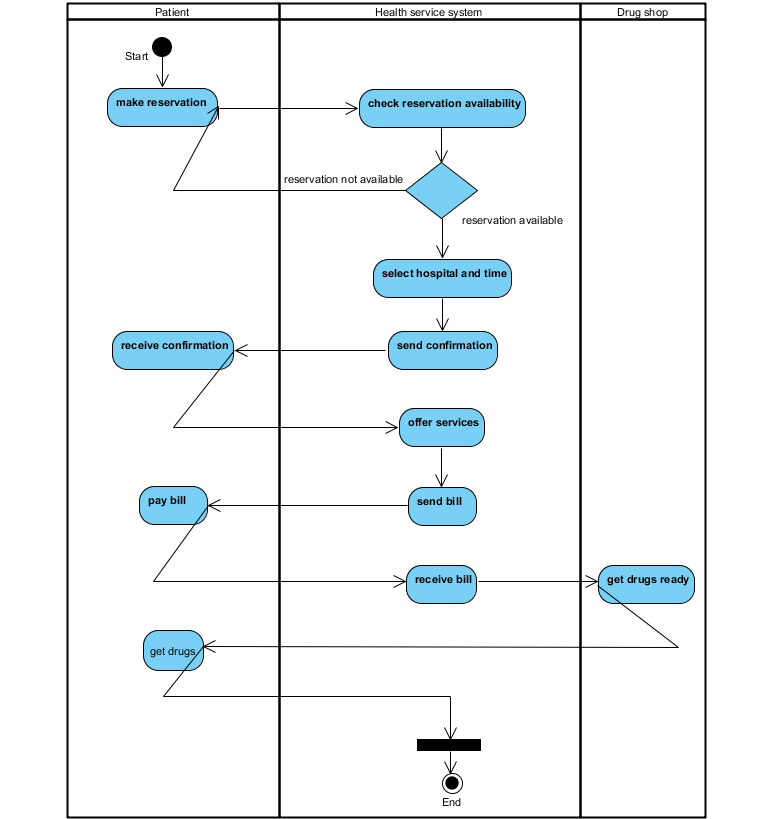 Patient
Health service system
Drug shop
Start
make reservation
check reservation availability
reservation not available
reservation available
select hospital and time
receive confirmation
send confirmation
offer services
pay bill
send bill
receive bill
get drugs ready
get drugs
End